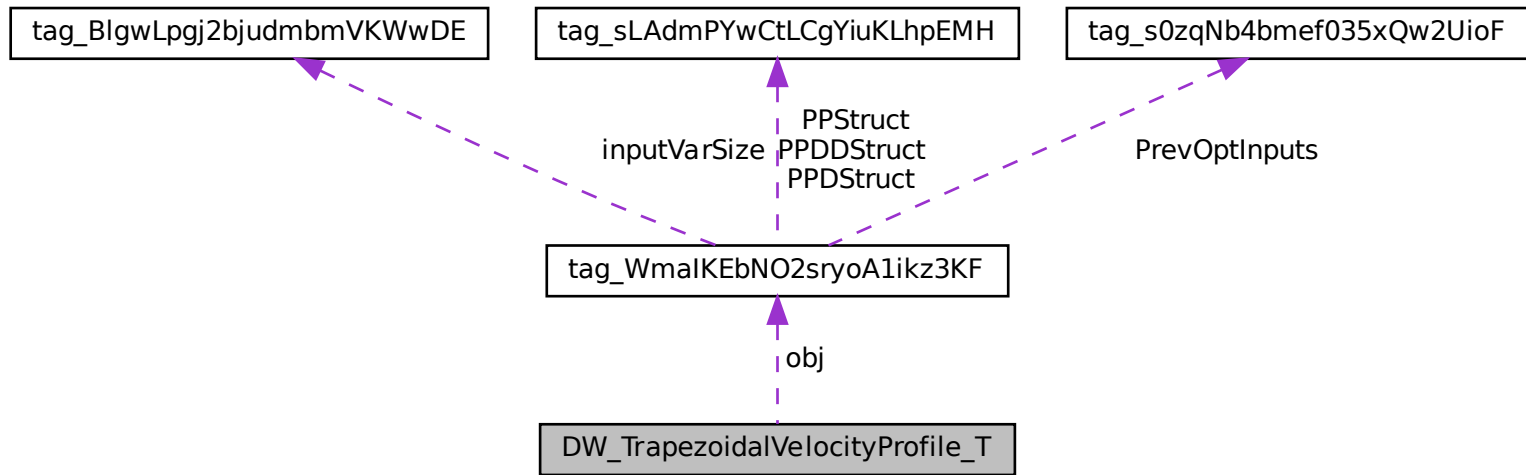 tag_BlgwLpgj2bjudmbmVKWwDE
tag_sLAdmPYwCtLCgYiuKLhpEMH
tag_s0zqNb4bmef035xQw2UioF
PPStruct
inputVarSize
PPDDStruct
PrevOptInputs
PPDStruct
tag_WmaIKEbNO2sryoA1ikz3KF
obj
DW_TrapezoidalVelocityProfile_T